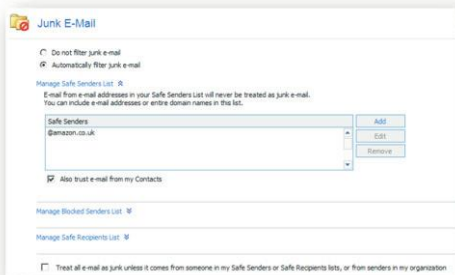 Junk E-Mail
Do not filter junk e-mail
Automatically filter junk e-mail
Manage Safe Senders List
E-mail from e-mail addresses in your Safe Senders List will never be treated as junk e-mail.
You can include e-mail addresses or entire domain names in this list.
Safe Senders
@amazon.co.uk
Add
Edit
Remove
Also trust e-mail from my Contacts
Manage Blocked Senders List
Manage Safe Recipients List
Treat all e-mail as junk unless it comes from someone in my Safe Senders or Safe Recipients lists, or from senders in my organization